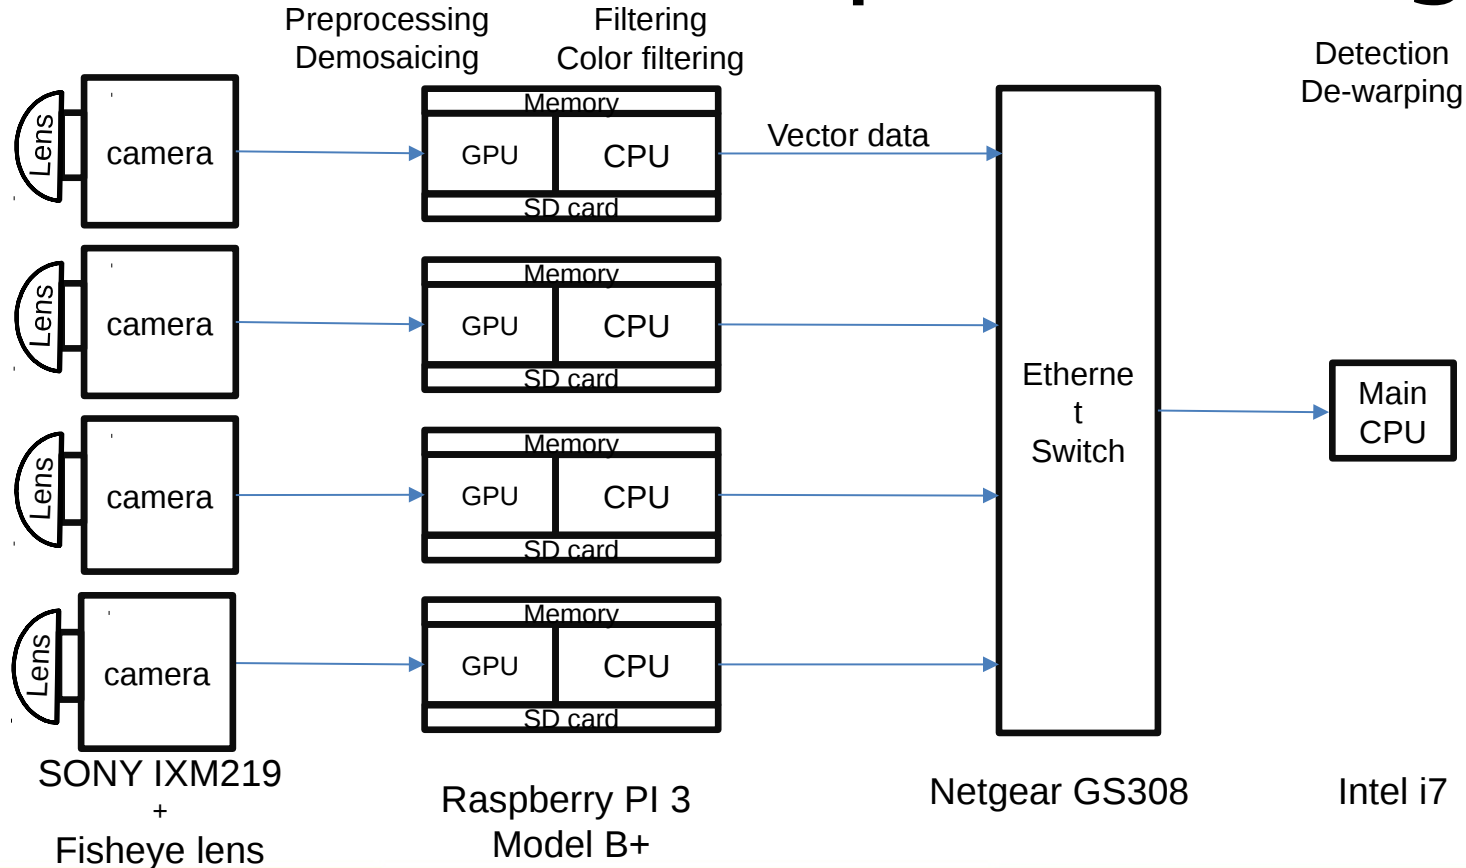 Preprocessing
Demosaicing
Filtering
Color filtering
Detection
De-warping
Lens
camera
Memory
GPU
CPU
SD card
Vector data
Lens
camera
Memory
GPU
CPU
SD card
Etherne
t
Switch
Main
CPU
Lens
camera
Memory
GPU
CPU
SD card
Lens
camera
Memory
GPU
CPU
SD card
SONY IXM219
+
Fisheye lens
Raspberry PI 3
Model B+
Netgear GS308
Intel i7